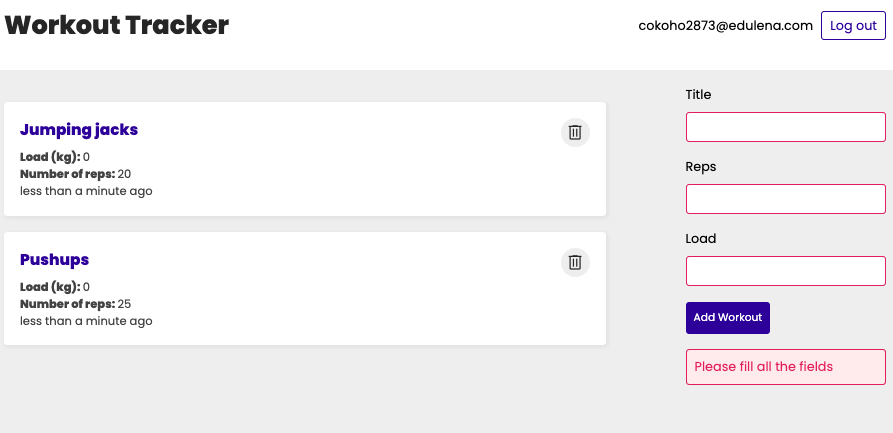 Workout Tracker
cokoho2873@edulena.com
Log out
Jumping jacks
Load (kg): 0
Number of reps: 20
less than a minute ago
Pushups
Load (kg): 0
Number of reps: 25
less than a minute ago
Title
Reps
Load
Add Workout
Please fill all the fields